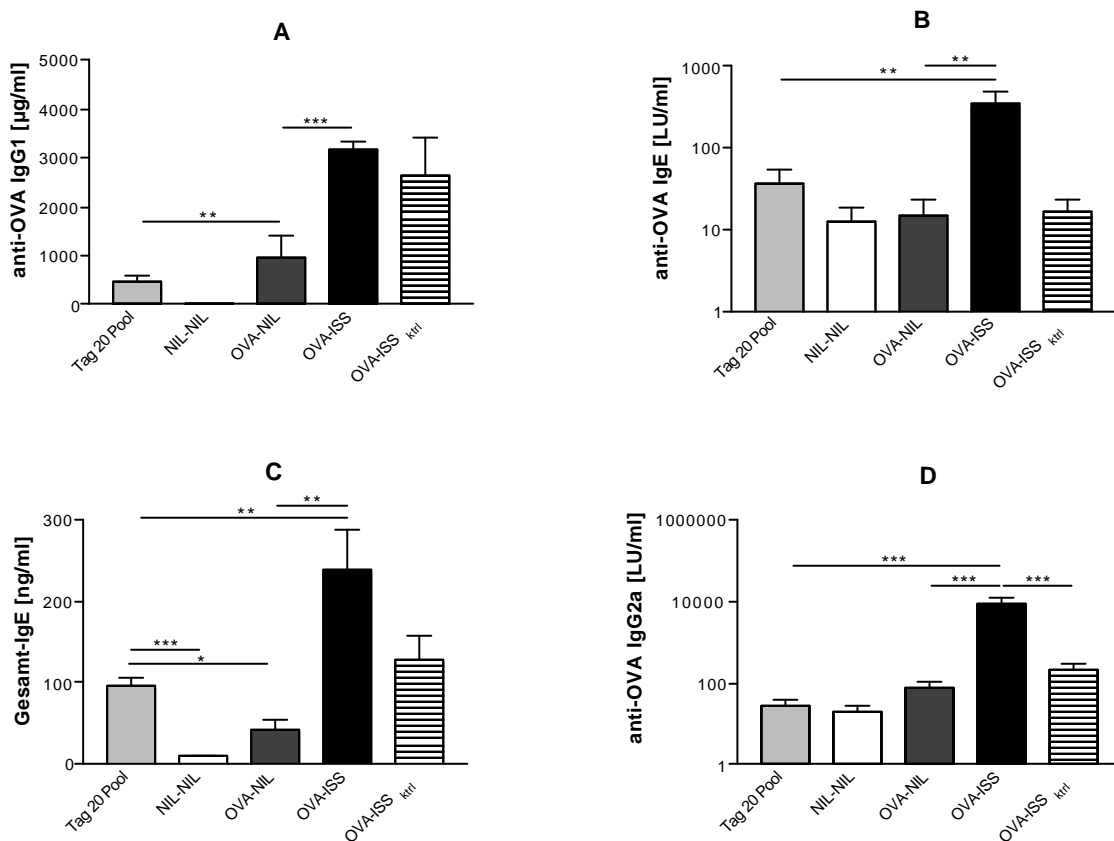 A
anti-OVA IgG1 [µg/ml]
5000
4000
3000
2000
1000
0
***
**
Tag 20 Pool
NIL-NIL
OVA-NIL
OVA-ISS
OVA-ISS ktrl
B
anti-OVA IgE [LU/ml]
1000
100
10
1
**
**
Tag 20 Pool
NIL-NIL
OVA-NIL
OVA-ISS
OVA-ISS ktrl
C
Gesamt-IgE [ng/ml]
300
200
100
0
**
**
***
*
Tag 20 Pool
NIL-NIL
OVA-NIL
OVA-ISS
OVA-ISS ktrl
D
anti-OVA IgG2a [LU/ml]
1000000
10000
100
1
***
*** ***
Tag 20 Pool
NIL-NIL
OVA-NIL
OVA-ISS
OVA-ISS ktrl